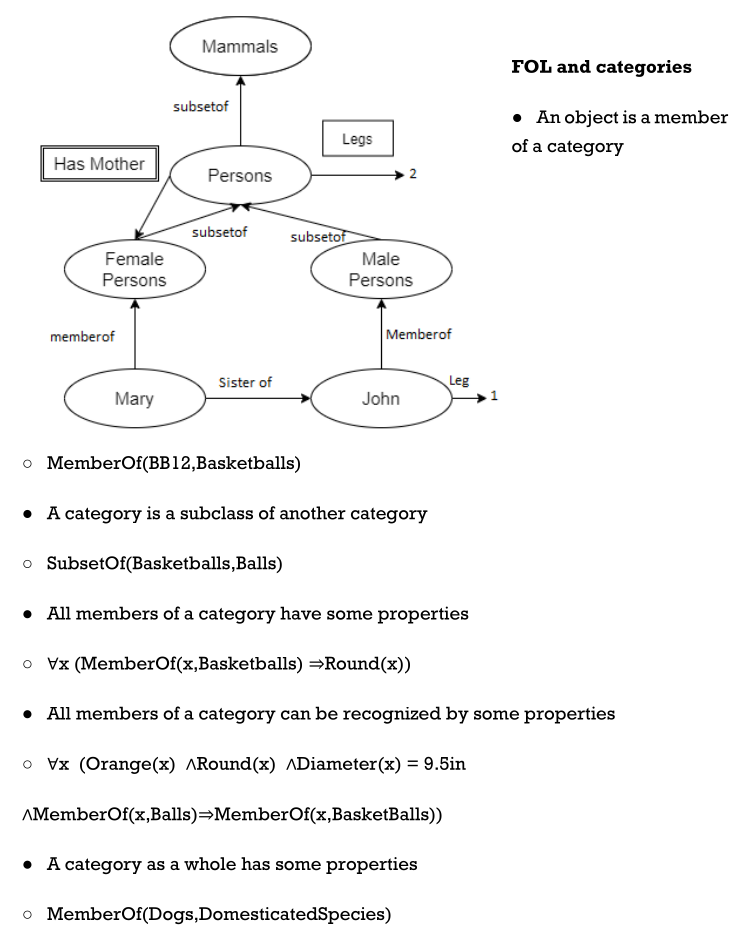 Mammals
subsetof
Has Mother
Persons
Legs
2
subsetof
subsetof
Female
Persons
Male
Persons
memberof
Memberof
Mary
Sister of
John
Leg
1
FOL and categories
● An object is a member
of a category
○ MemberOf(BB12,Basketballs)
● A category is a subclass of another category
○ SubsetOf(Basketballs,Balls)
● All members of a category have some properties
○ ∀x (MemberOf(x,Basketballs) ⇒Round(x))
● All members of a category can be recognized by some properties
○ ∀x (Orange(x) ∧Round(x) ∧Diameter(x) = 9.5in
∧MemberOf(x,Balls)⇒MemberOf(x,BasketBalls))
● A category as a whole has some properties
○ MemberOf(Dogs,DomesticatedSpecies)